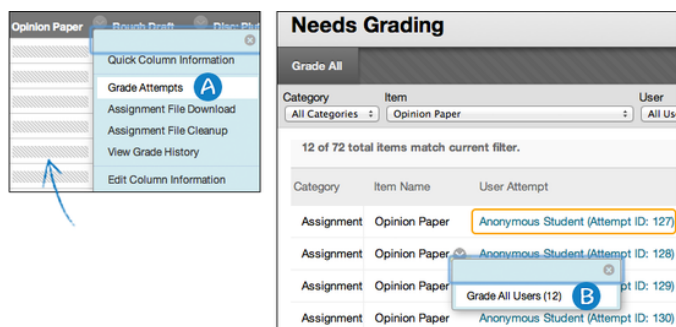 Opinion Paper Rough Draft
Quick Column Information
Grade Attempts A
Assignment File Download
Assignment File Cleanup
View Grade History
Edit Column Information
Needs Grading
Grade All
Category Item User
All Categories Opinion Paper All Us
12 of 72 total items match current filter.
Category Item Name User Attempt
Assignment Opinion Paper Anonymous Student (Attempt ID: 127)
Assignment Opinion Paper Anonymous Student (Attempt ID: 128)
Assignment Opinion Paper pt ID: 129)
Grade All Users (12) B
Assignment Opinion Paper Anonymous Student (Attempt ID: 130)